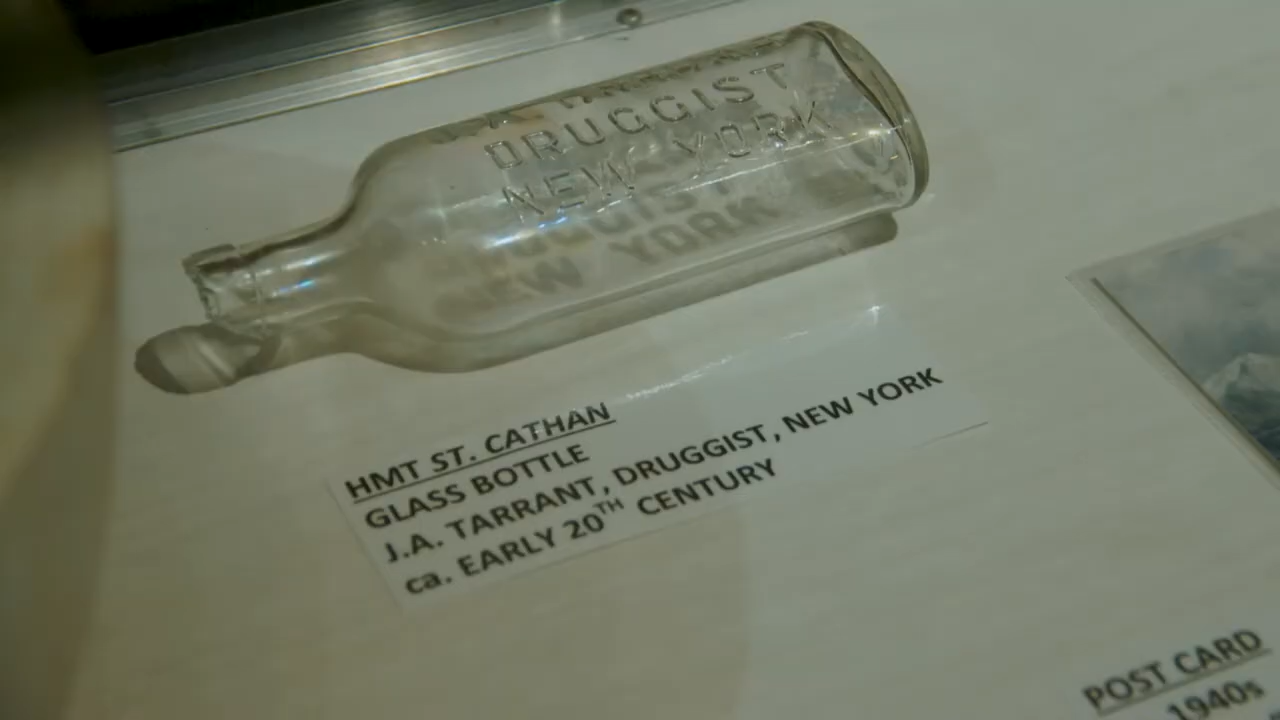 DRUGGIST
NEW YORK
HMT ST. CATHAN
GLASS BOTTLE
J.A. TARRANT, DRUGGIST, NEW YORK
ca. EARLY 20TH CENTURY
POST CARD
1940s